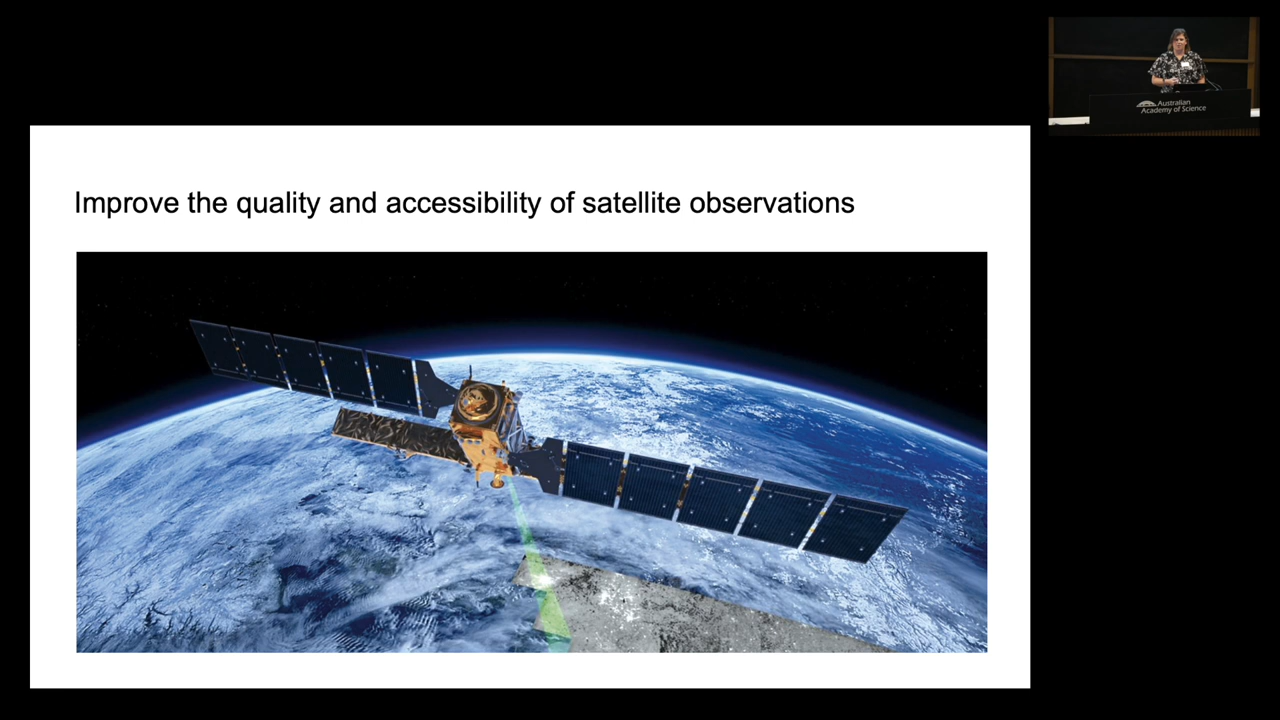 Improve the quality and accessibility of satellite observations
Australian
Academy of Science